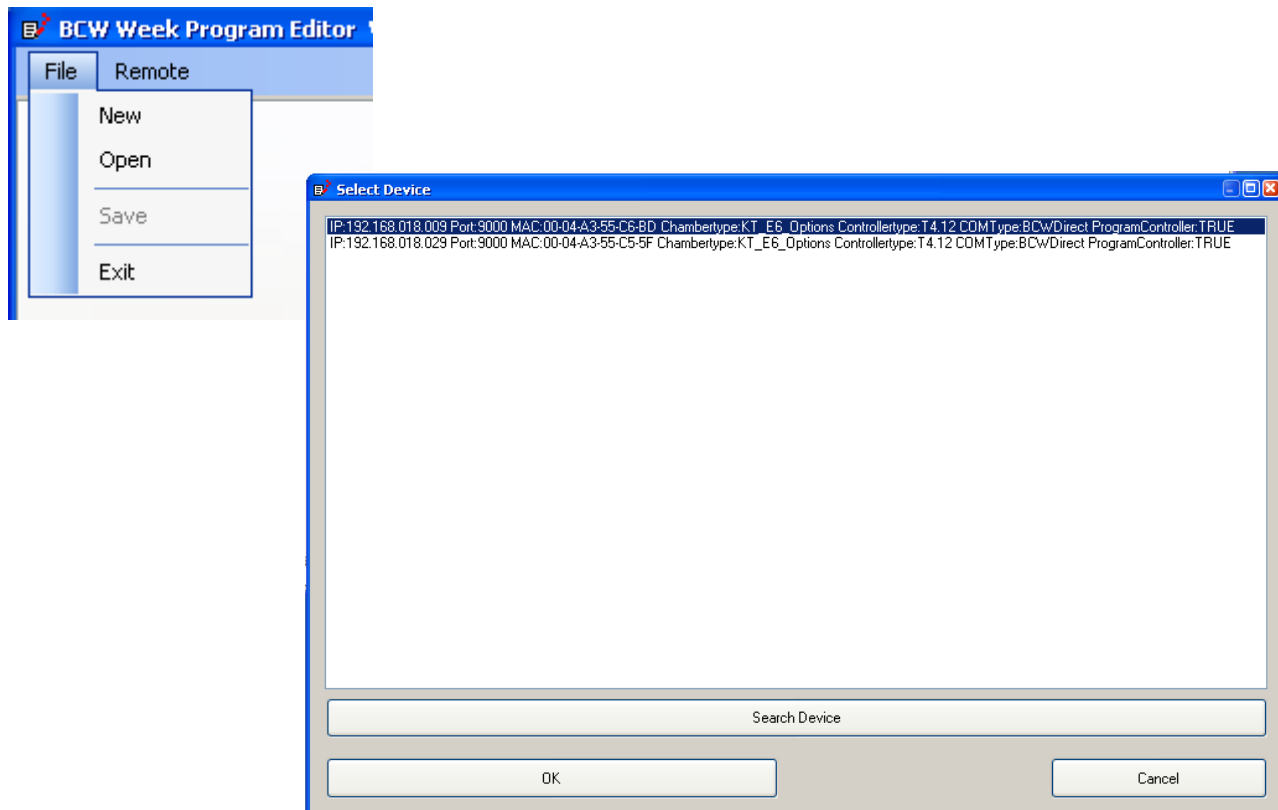 BCW Week Program Editor
File Remote
New
Open
Save
Exit
Select Device
IP:192.168.018.009 Port:9000 MAC:00-04-A3-55-C6-BD Chambertype:KT_E6_Options Controllertype:T4.12 COMType:BCWDirect ProgramController:TRUE
IP:192.168.018.029 Port:9000 MAC:00-04-A3-55-C5-5F Chambertype:KT_E6_Options Controllertype:T4.12 COMType:BCWDirect ProgramController:TRUE
Search Device
OK Cancel